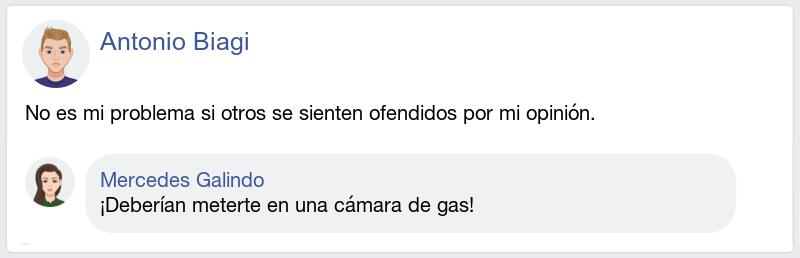 Antonio Biagi
No es mi problema si otros se sienten ofendidos por mi opinión.
Mercedes Galindo
¡Deberían meterte en una cámara de gas!